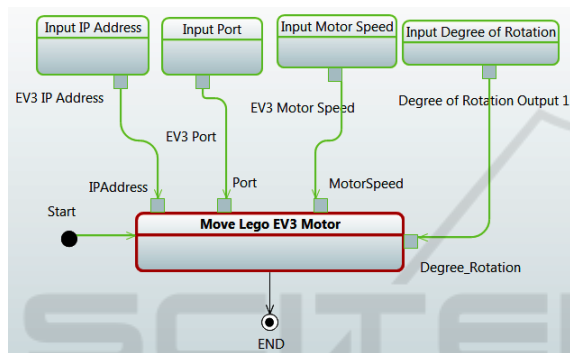 Input IP Address
Input Port
Input Motor Speed
Input Degree of Rotation
EV3 IP Address
EV3 Motor Speed
Degree of Rotation Output 1
EV3 Port
IPAddress
Port
MotorSpeed
Start
Move Lego EV3 Motor
Degree_Rotation
END